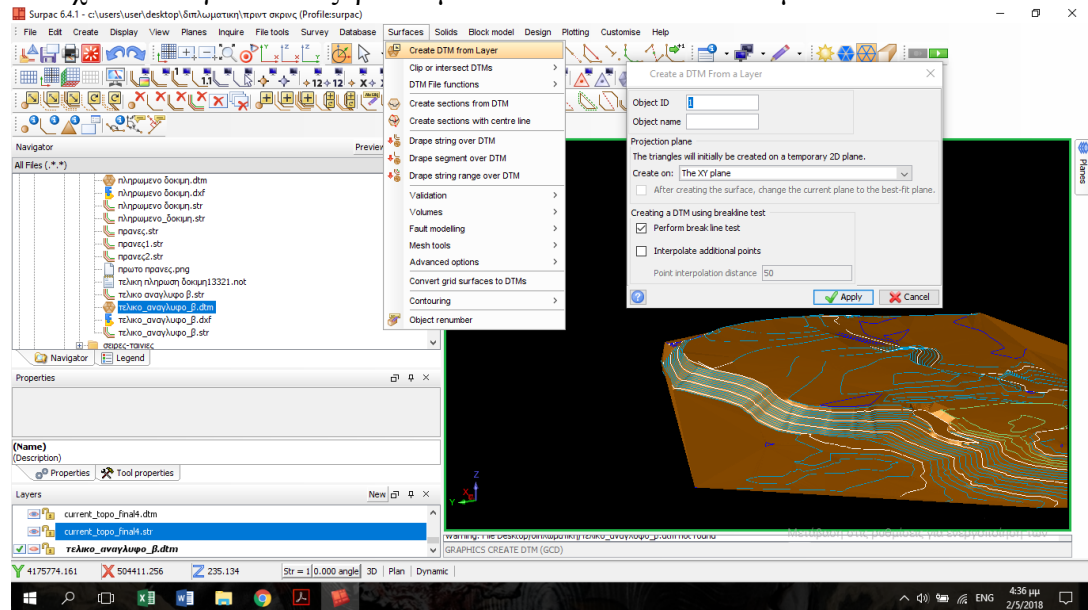 Surpac 6.4.1 - c:\users\user\desktop\διπλωματικη\πριντ σκρινς (Profile:surpac)
File Edit Create Display View Planes Inquire File tools Survey Database Surfaces Solids Block model Design Plotting Customise Help
Create DTM from Layer
Clip or intersect DTMs
DTM File functions
Create sections from DTM
Create sections with centre line
Drape string over DTM
Drape segment over DTM
Drape string range over DTM
Validation
Volumes
Fault modelling
Mesh tools
Advanced options
Convert grid surfaces to DTMs
Contouring
Object renumber
Create a DTM From a Layer
Object ID 1
Object name
Projection plane
The triangles will initially be created on a temporary 2D plane.
Create on: The XY plane
After creating the surface, change the current plane to the best-fit plane.
Creating a DTM using breakline test
Perform break line test
Interpolate additional points
Point interpolation distance 50
Apply Cancel
Planes
Navigator Preview
All Files (.*.*)
πληρωμενο δοκιμη.dtm
πληρωμενο δοκιμη.dxf
πληρωμενο δοκιμη.str
πληρωμενο_δοκιμη.str
πρανες.str
πρανες1.str
πρανες2.str
πρωτο πρανες.png
τελικη πληρωση δοκιμη13321.not
τελικο αναγλυφο β.str
τελικο_αναγλυφο_β.dtm
τελικο_αναγλυφο_β.dxf
τελικο_αναγλυφο_β.str
σειρες-ταινιες
Navigator Legend
Properties
(Name)
(Description)
Properties Tool properties
Layers New
current_topo_final4.dtm
current_topo_final4.str
τελικο_αναγλυφο_β.dtm
Z
Y X
GRAPHICS CREATE DTM (GCD)
Y 4175774.161 X 504411.256 Z 235.134 Str = 1 0.000 angle 3D Plan Dynamic
ENG
4:36 μμ
2/5/2018